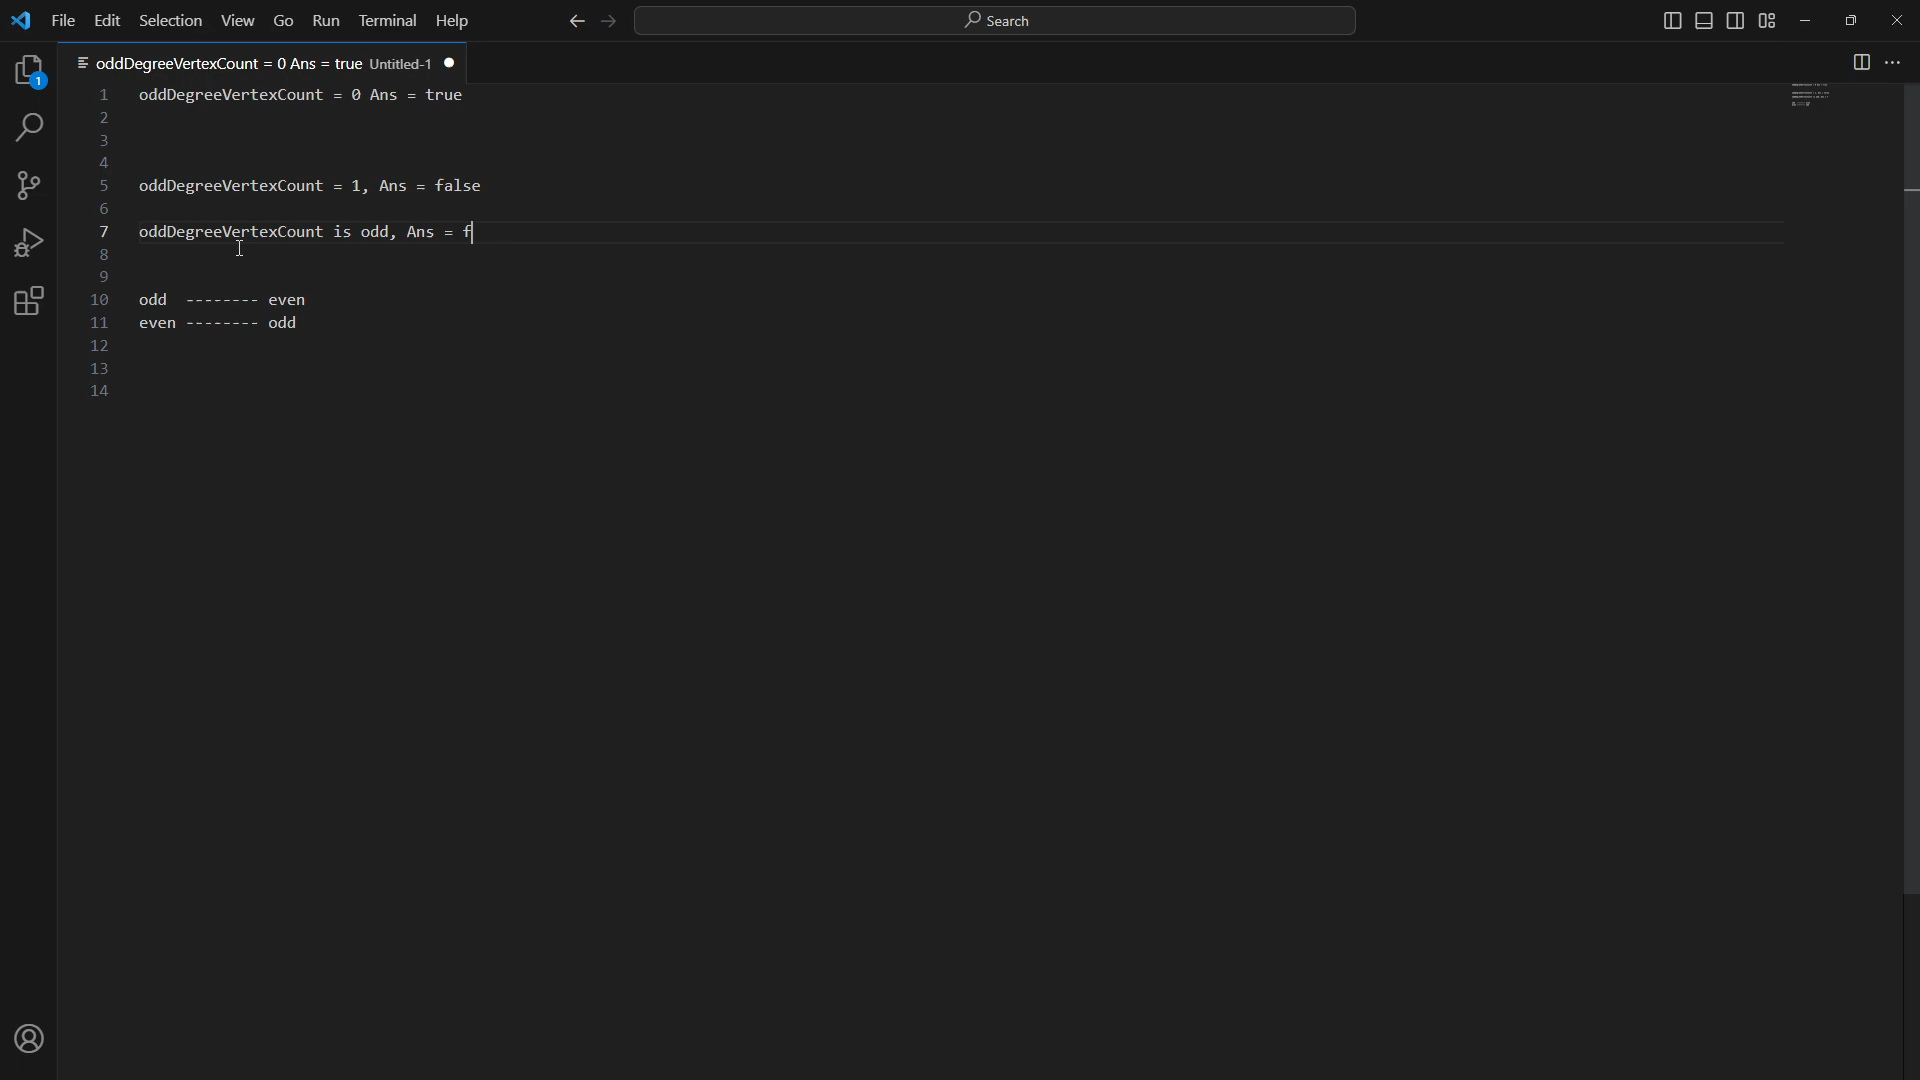 File Edit Selection View Go Run Terminal Help Search
oddDegreeVertexCount = 0 Ans = true Untitled-1
1
1 oddDegreeVertexCount = 0 Ans = true
2
3
4
5 oddDegreeVertexCount = 1, Ans = false
6
7 oddDegreeVertexCount is odd, Ans = f
8
9
10 odd -------- even
11 even -------- odd
12
13
14